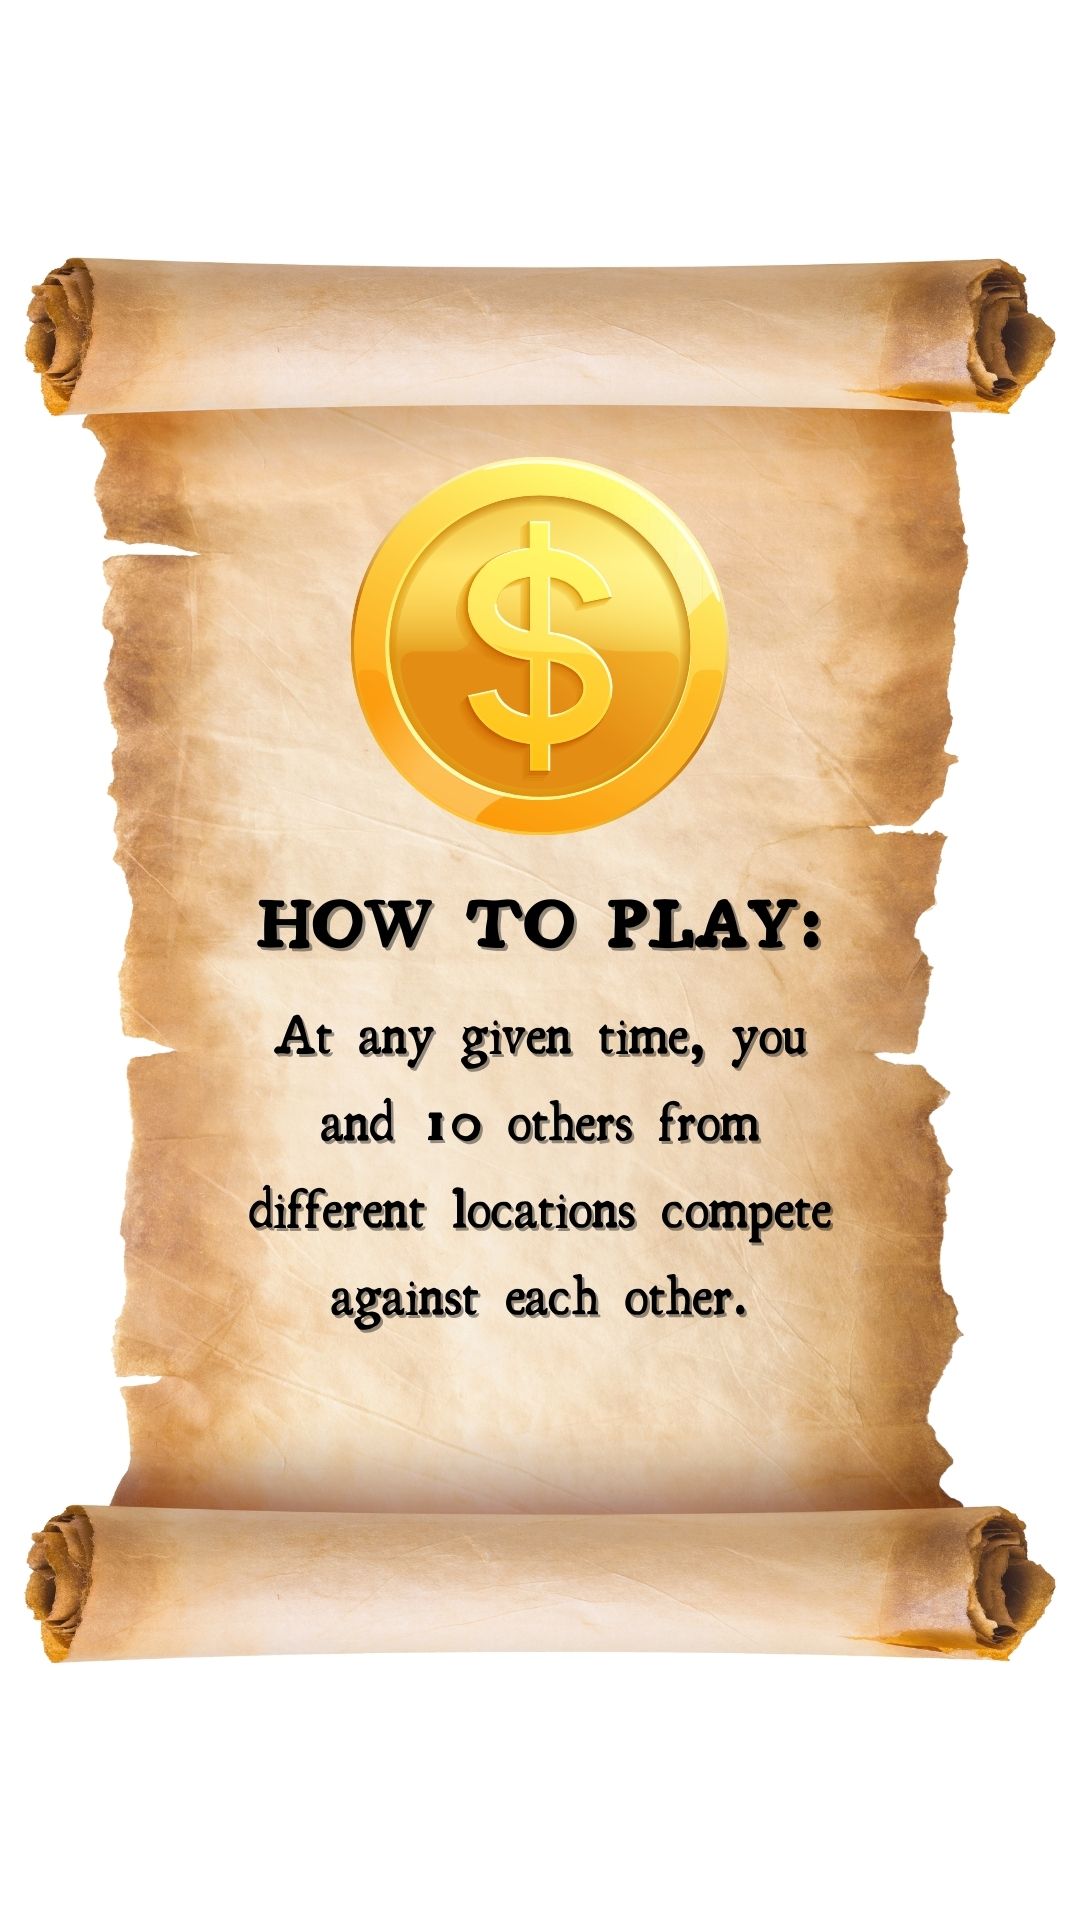 $
HOW TO PLAY:
At any given time, you
and 10 others from
different locations compete
against each other.